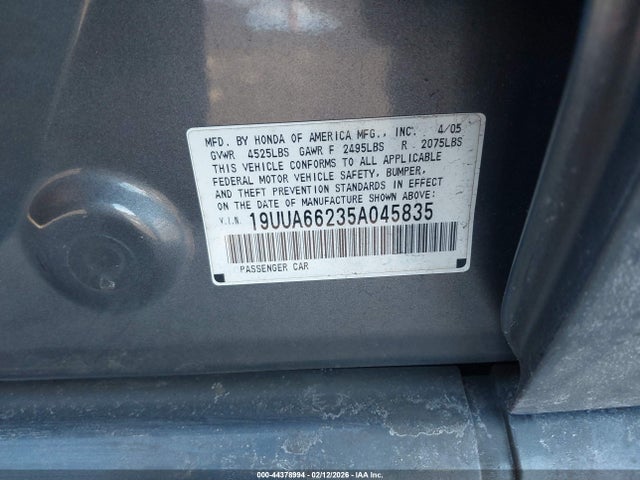 MFD. BY HONDA OF AMERICA MFG., INC. 4/05
GVWR 4525LBS GAWR F 2495LBS R 2075LBS
THIS VEHICLE CONFORMS TO ALL APPLICABLE
FEDERAL MOTOR VEHICLE SAFETY, BUMPER,
AND THEFT PREVENTION STANDARDS IN EFFECT
ON THE DATE OF MANUFACTURE SHOWN ABOVE.
V.I.N. 19UUA66235A045835
PASSENGER CAR
000-44378994 - 02/12/2026 - IAAI Inc.